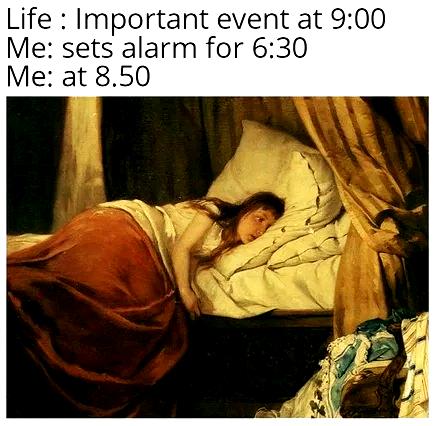 Life : Important event at 9:00
Me: sets alarm for 6:30
Me: at 8.50